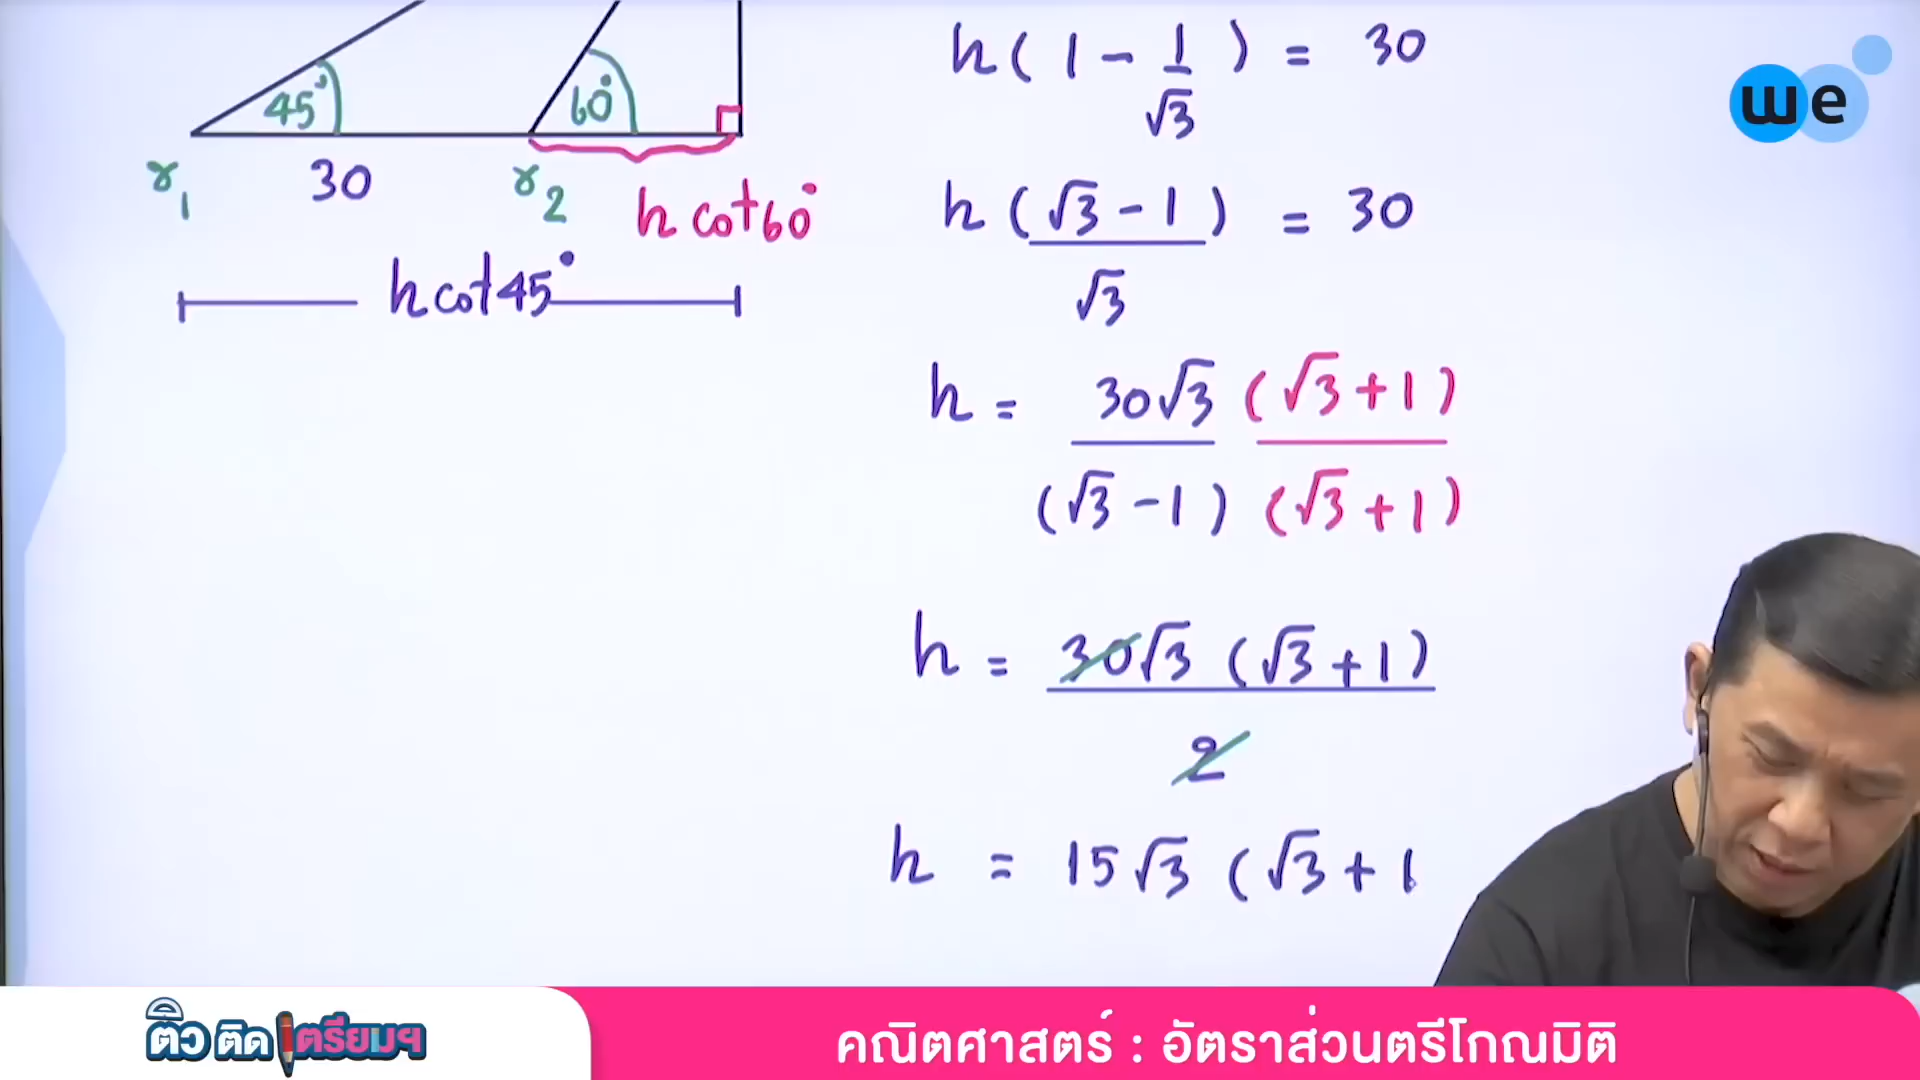 we
45°
60°
r₁
30
r₂
h cot60°
h cot45°
h(1 - 1/√3) = 30
h(√3 - 1)/√3 = 30
h = 30√3 (√3 + 1) / (√3 - 1) (√3 + 1)
h = 30√3 (√3 + 1) / 2
h = 15√3 (√3 + 1
ติว ติด เตรียมฯ
คณิตศาสตร์ : อัตราส่วนตรีโกณมิติ